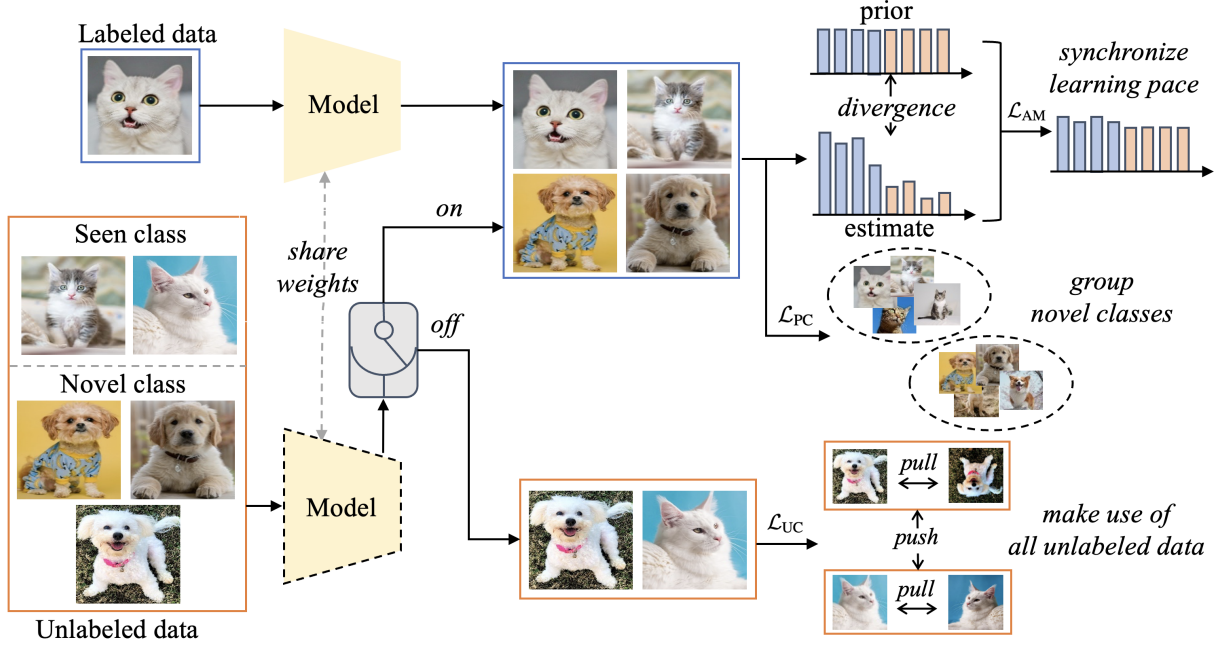 Labeled data
Model
prior
divergence
estimate
ℒAM
synchronize
learning pace
Seen class
Novel class
Unlabeled data
share
weights
on
off
Model
ℒPC
group
novel classes
ℒUC
pull
push
pull
make use of
all unlabeled data